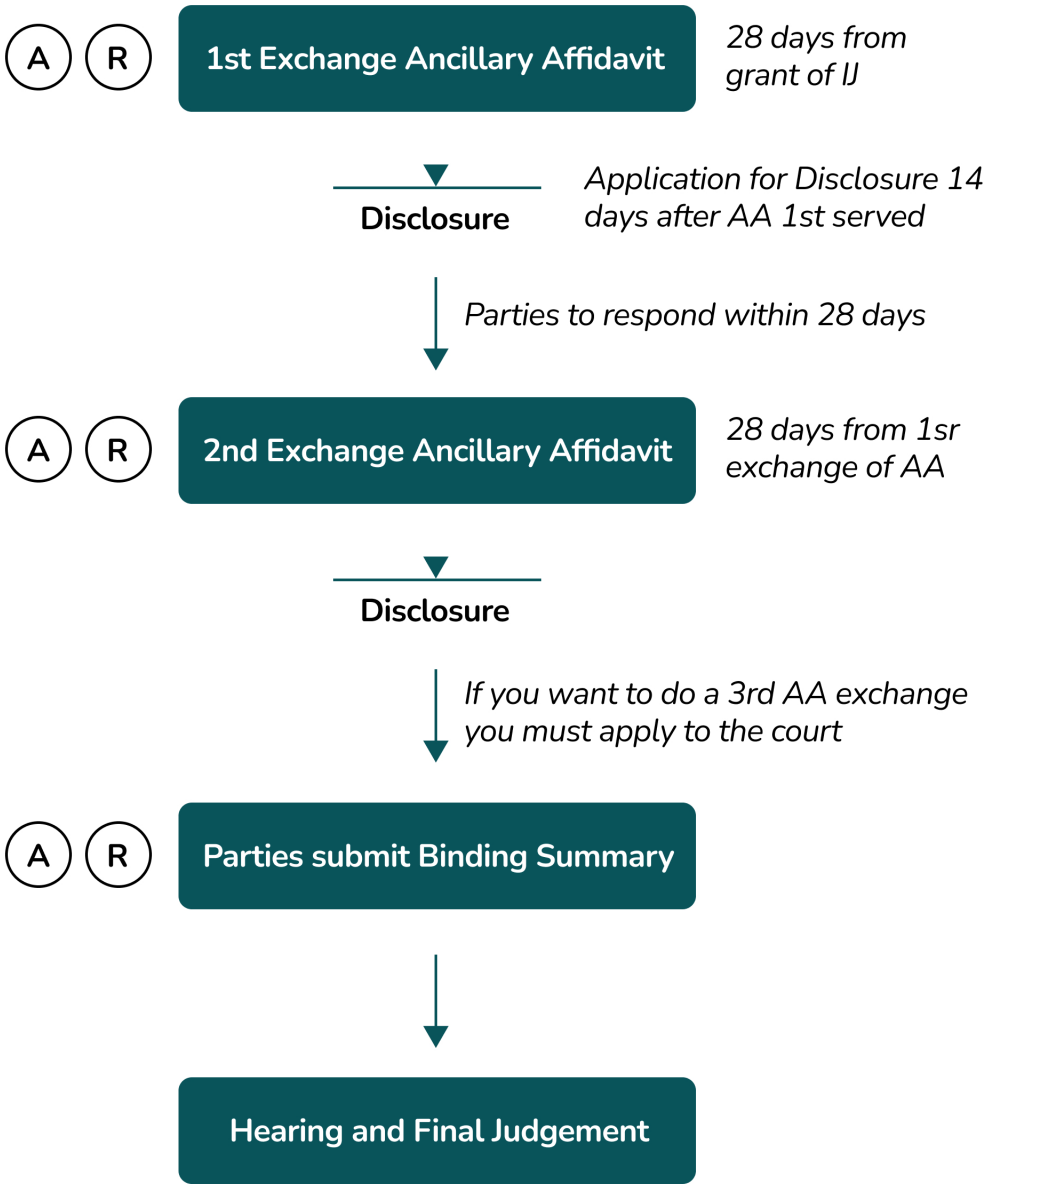 A R 1st Exchange Ancillary Affidavit
28 days from
grant of IJ
Application for Disclosure 14
days after AA 1st served
Disclosure
Parties to respond within 28 days
A R 2nd Exchange Ancillary Affidavit
28 days from 1sr
exchange of AA
Disclosure
If you want to do a 3rd AA exchange
you must apply to the court
A R Parties submit Binding Summary
Hearing and Final Judgement